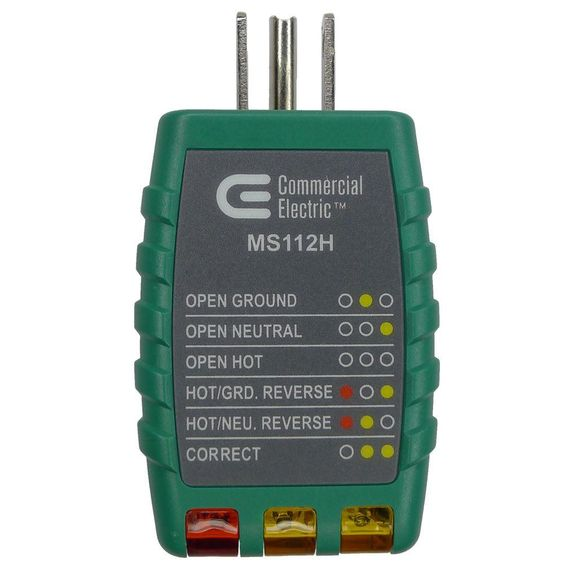 Commercial
Electric™
MS112H
OPEN GROUND
OPEN NEUTRAL
OPEN HOT
HOT/GRD. REVERSE
HOT/NEU. REVERSE
CORRECT